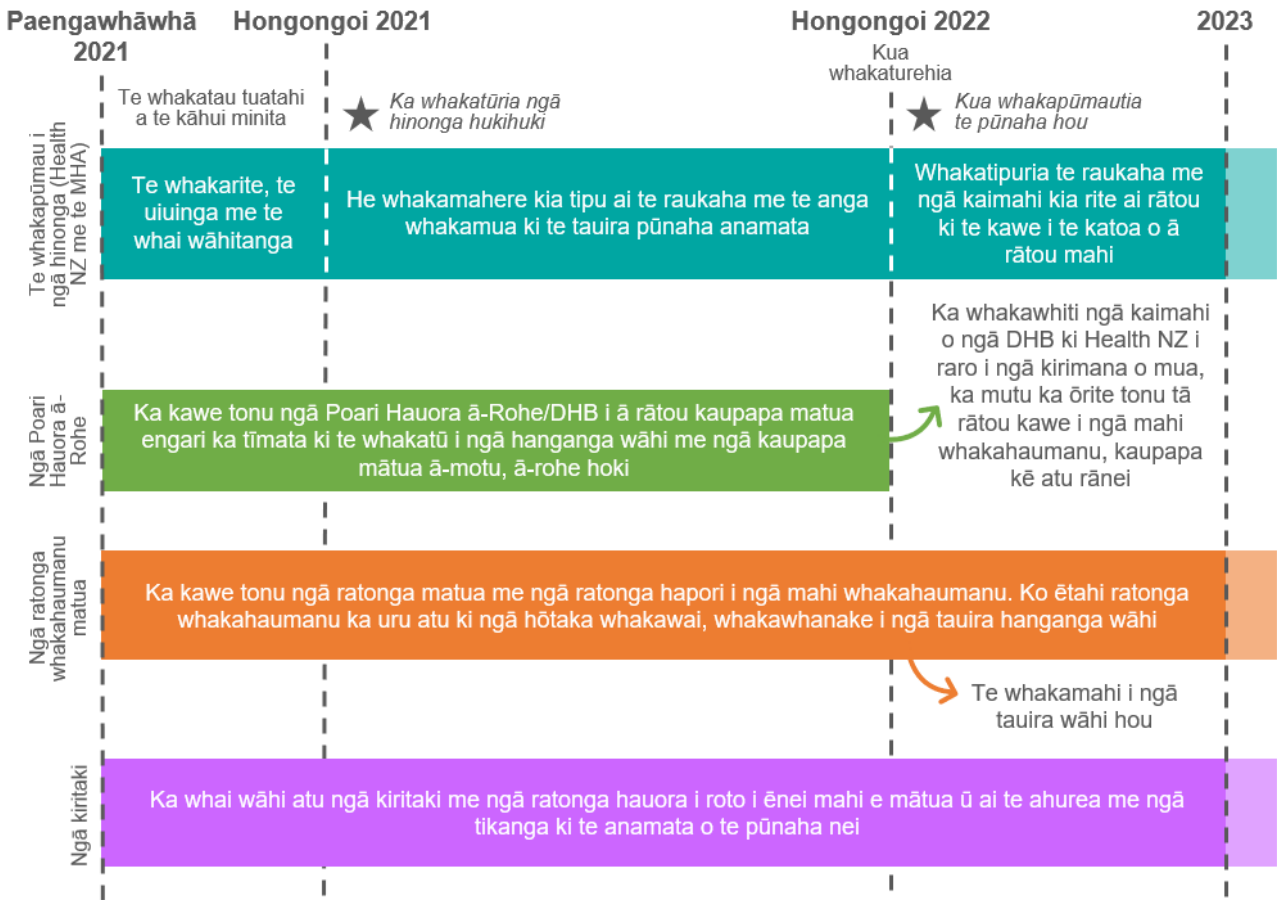 Paengawhāwhā
2021
Hongongoi 2021
Hongongoi 2022
2023
Kua
whakaturehia
Te whakatau tuatahi
a te kāhui minita
Ka whakatūria ngā
hinonga hukihuki
Kua whakapūmautia
te pūnaha hou
Te whakapūmau i
ngā hinonga (Health
NZ me te MHA)
Te whakarite, te
uiuinga me te
whai wāhitanga
He whakamahere kia tipu ai te raukaha me te anga
whakamua ki te tauira pūnaha anamata
Whakatipuria te raukaha me
ngā kaimahi kia rite ai rātou
ki te kawe i te katoa o ā
rātou mahi
Ngā Poari
Hauora ā-
Rohe
Ka kawe tonu ngā Poari Hauora ā-Rohe/DHB i ā rātou kaupapa matua
engari ka tīmata ki te whakatū i ngā hanganga wāhi me ngā kaupapa
mātua ā-motu, ā-rohe hoki
Ka whakawhiti ngā kaimahi
o ngā DHB ki Health NZ i
raro i ngā kirimana o mua,
ka mutu ka ōrite tonu tā
rātou kawe i ngā mahi
whakahaumanu, kaupapa
kē atu rānei
Ngā ratonga
whakahaumanu
matua
Ka kawe tonu ngā ratonga matua me ngā ratonga hapori i ngā mahi whakahaumanu. Ko ētahi ratonga
whakahaumanu ka uru atu ki ngā hōtaka whakawai, whakawhanake i ngā tauira hanganga wāhi
Te whakamahi i ngā
tauira wāhi hou
Ngā kiritaki
Ka whai wāhi atu ngā kiritaki me ngā ratonga hauora i roto i ēnei mahi e mātua ū ai te ahurea me ngā
tikanga ki te anamata o te pūnaha nei